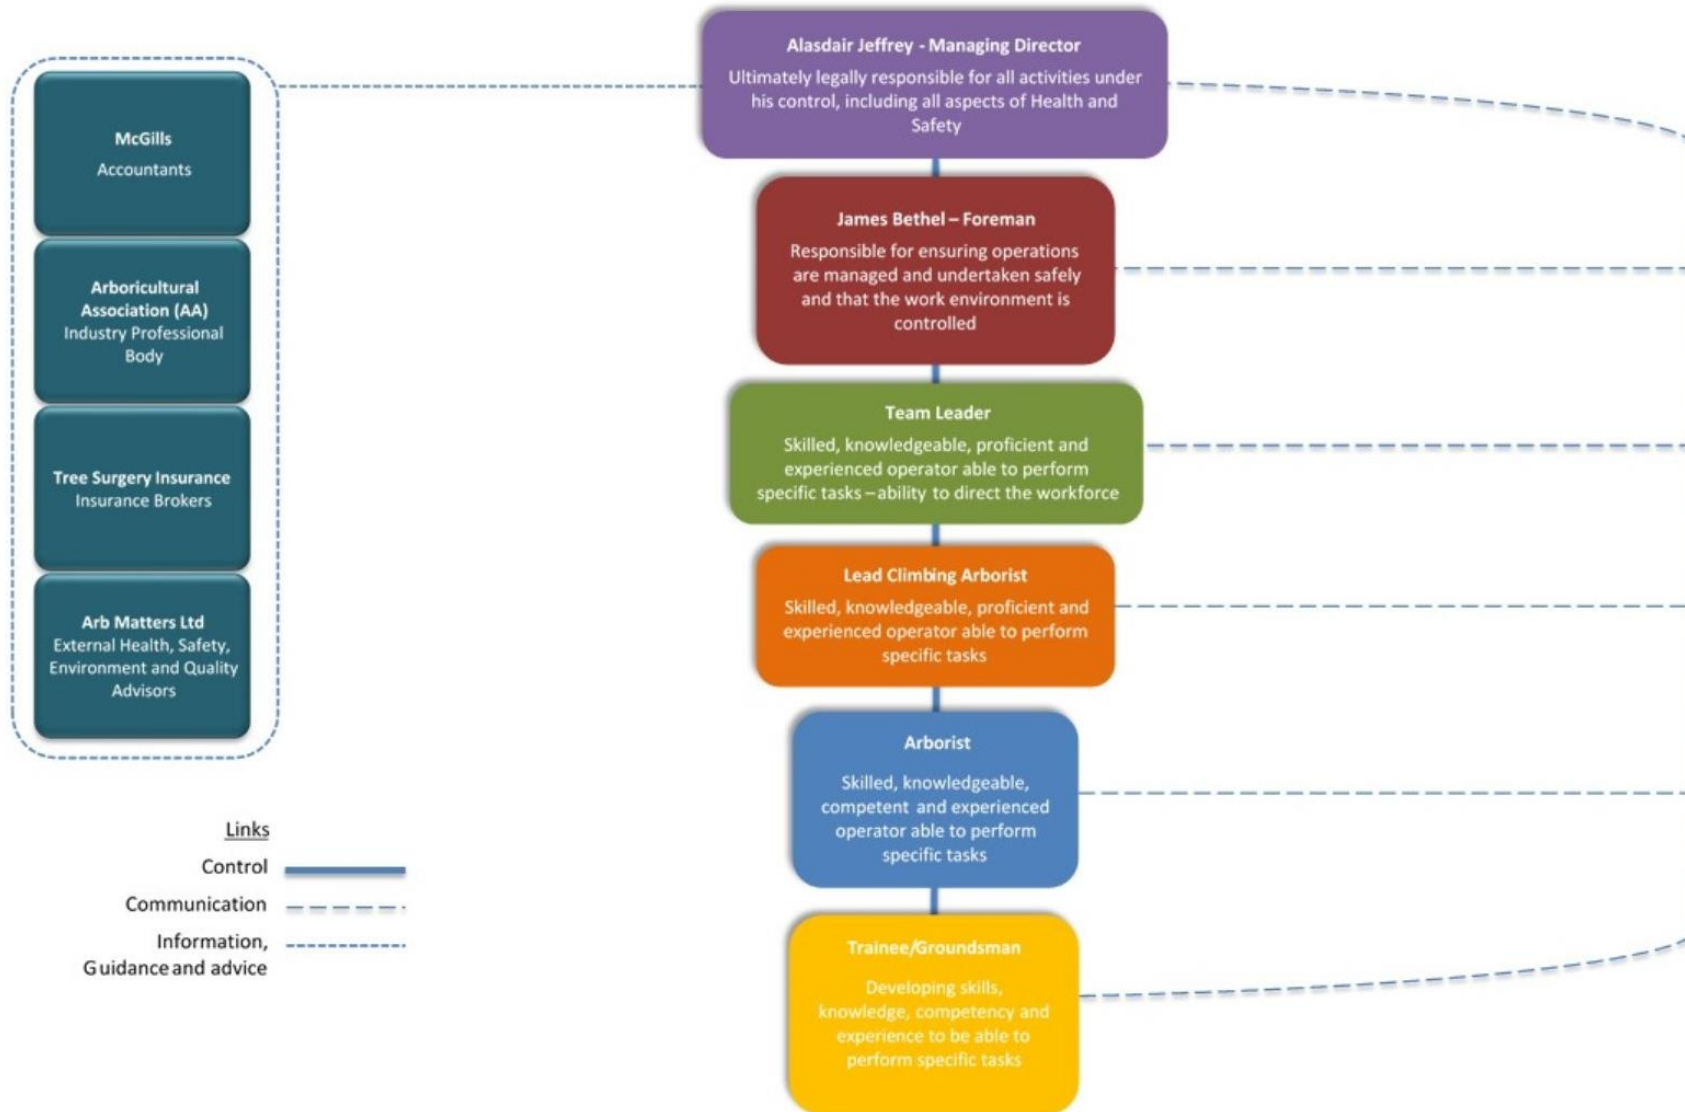 McGills
Accountants
Arboricultural
Association (AA)
Industry Professional
Body
Tree Surgery Insurance
Insurance Brokers
Arb Matters Ltd
External Health, Safety,
Environment and Quality
Advisors
Links
Control
Communication
Information,
Guidance and advice
Alasdair Jeffrey - Managing Director
Ultimately legally responsible for all activities under
his control, including all aspects of Health and
Safety
James Bethel – Foreman
Responsible for ensuring operations
are managed and undertaken safely
and that the work environment is
controlled
Team Leader
Skilled, knowledgeable, proficient and
experienced operator able to perform
specific tasks – ability to direct the workforce
Lead Climbing Arborist
Skilled, knowledgeable, proficient and
experienced operator able to perform
specific tasks
Arborist
Skilled, knowledgeable,
competent and experienced
operator able to perform
specific tasks
Trainee/Groundsman
Developing skills,
knowledge, competency and
experience to be able to
perform specific tasks